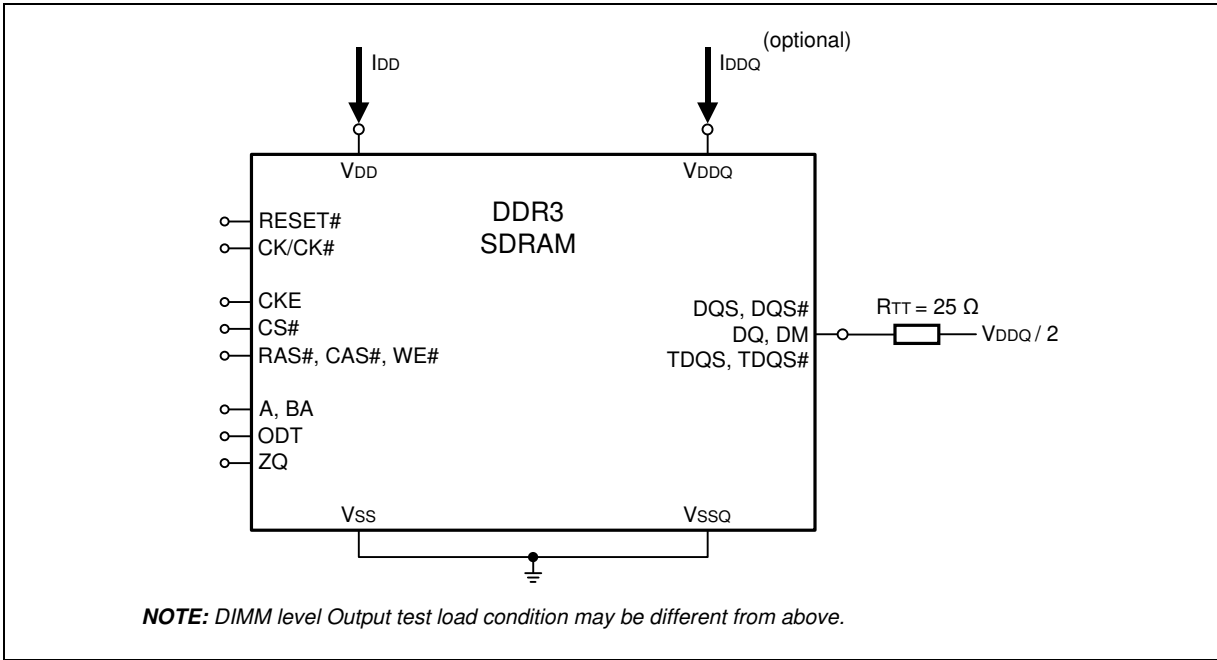 (optional)
IDD
IDDQ
VDD
VDDQ
DDR3
SDRAM
RESET#
CK/CK#
CKE
CS#
RAS#, CAS#, WE#
A, BA
ODT
ZQ
DQS, DQS#
DQ, DM
TDQS, TDQS#
RTT = 25 Ω
VDDQ / 2
VSS
VSSQ
NOTE: DIMM level Output test load condition may be different from above.